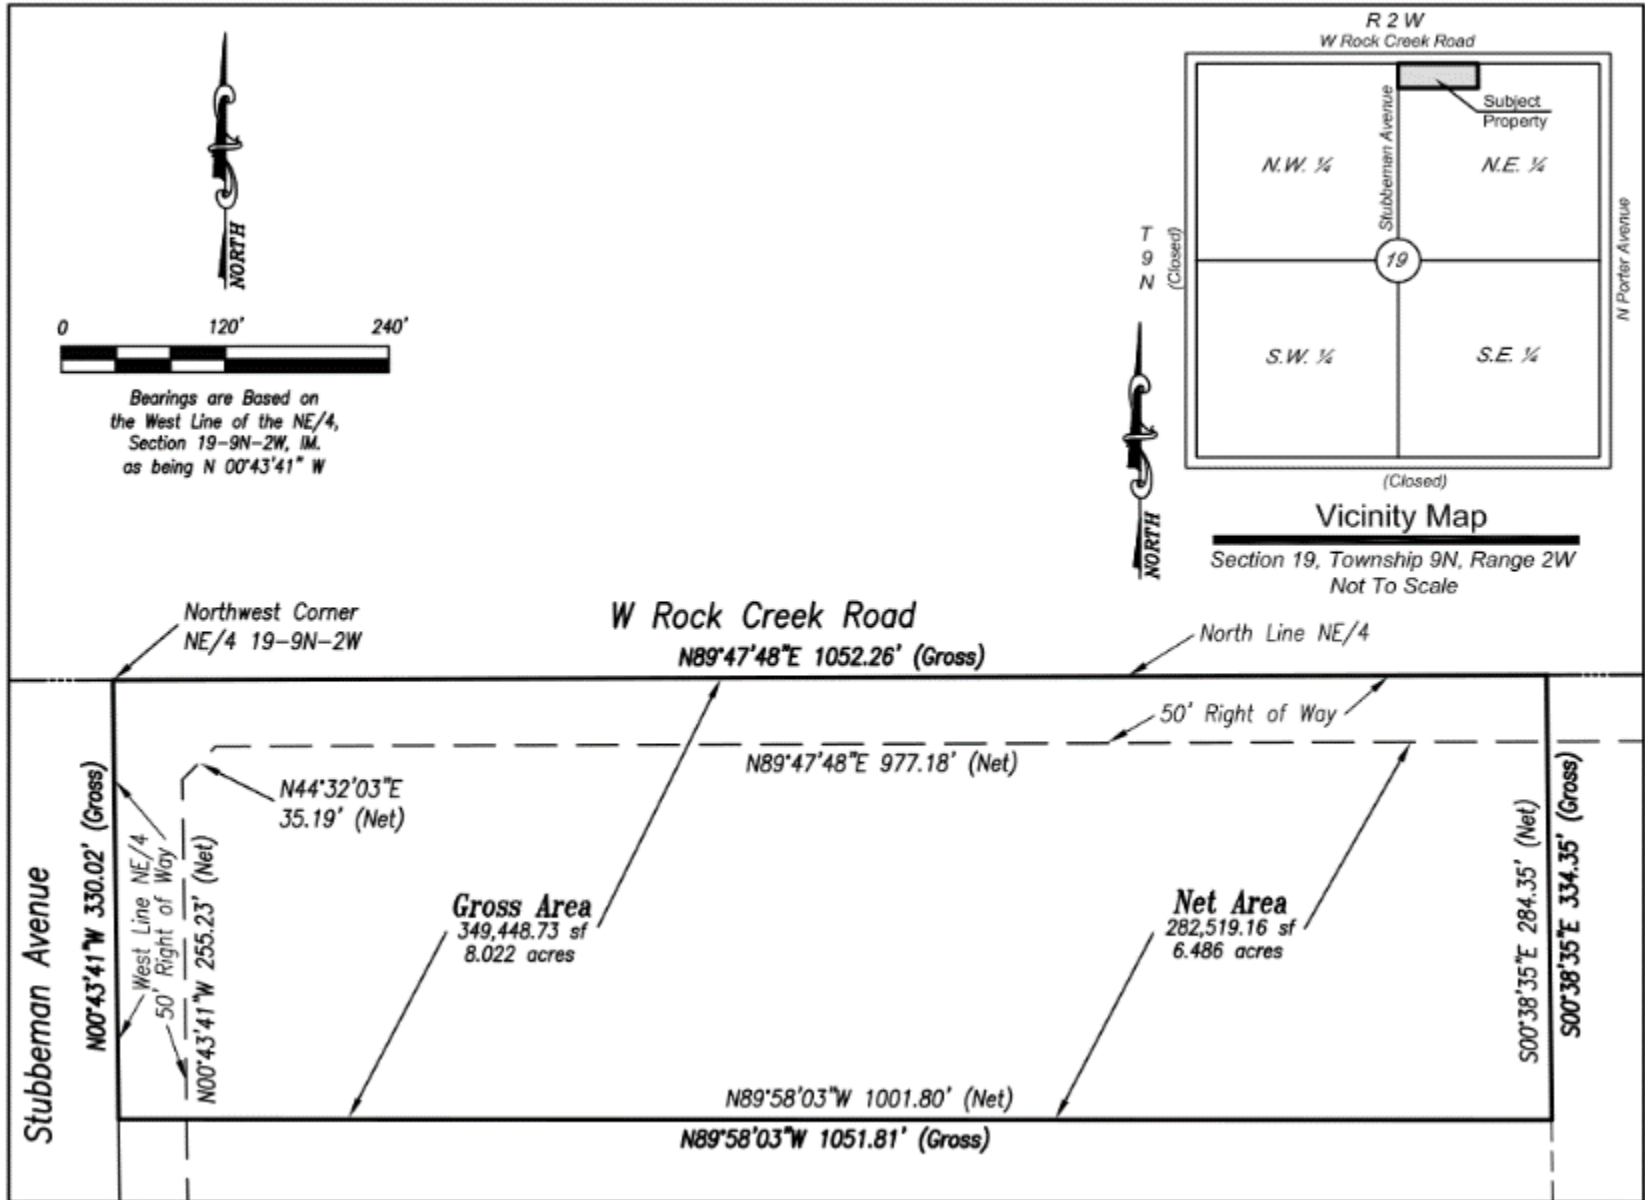 R 2 W
W Rock Creek Road
Subject
Property
Stubbeman Avenue
N.W. ¼
N.E. ¼
T
9
N
(Closed)
19
N Porter Avenue
S.W. ¼
S.E. ¼
(Closed)
Vicinity Map
Section 19, Township 9N, Range 2W
Not To Scale
NORTH
NORTH
0 120' 240'
Bearings are Based on
the West Line of the NE/4,
Section 19-9N-2W, IM.
as being N 00°43'41" W
Northwest Corner
NE/4 19-9N-2W
W Rock Creek Road
N89°47'48"E 1052.26' (Gross)
North Line NE/4
50' Right of Way
N89°47'48"E 977.18' (Net)
N44°32'03"E
35.19' (Net)
Stubbeman Avenue
N00°43'41"W 330.02' (Gross)
West Line NE/4
50' Right of Way
N00°43'41"W 255.23' (Net)
Gross Area
349,448.73 sf
8.022 acres
Net Area
282,519.16 sf
6.486 acres
S00°38'35"E 284.35' (Net)
S00°38'35"E 334.35' (Gross)
N89°58'03"W 1001.80' (Net)
N89°58'03"W 1051.81' (Gross)